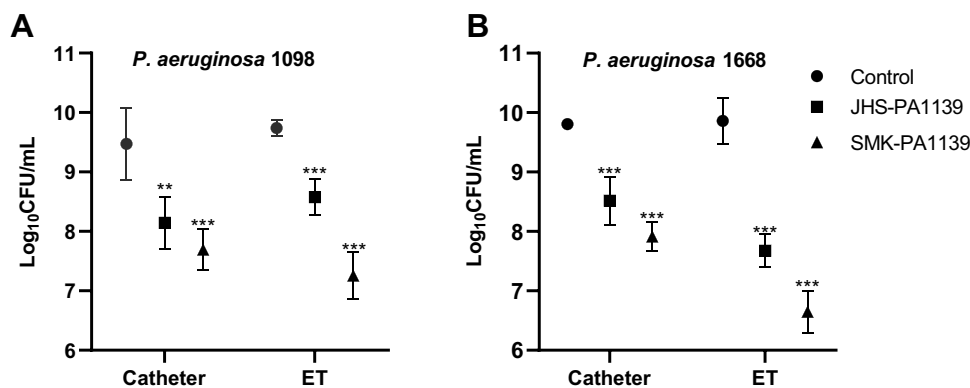 A
P. aeruginosa 1098
Log10CFU/mL
11
10
9
8
7
6
**
***
***
***
Catheter
ET
B
P. aeruginosa 1668
Log10CFU/mL
11
10
9
8
7
6
***
***
***
***
Catheter
ET
Control
JHS-PA1139
SMK-PA1139